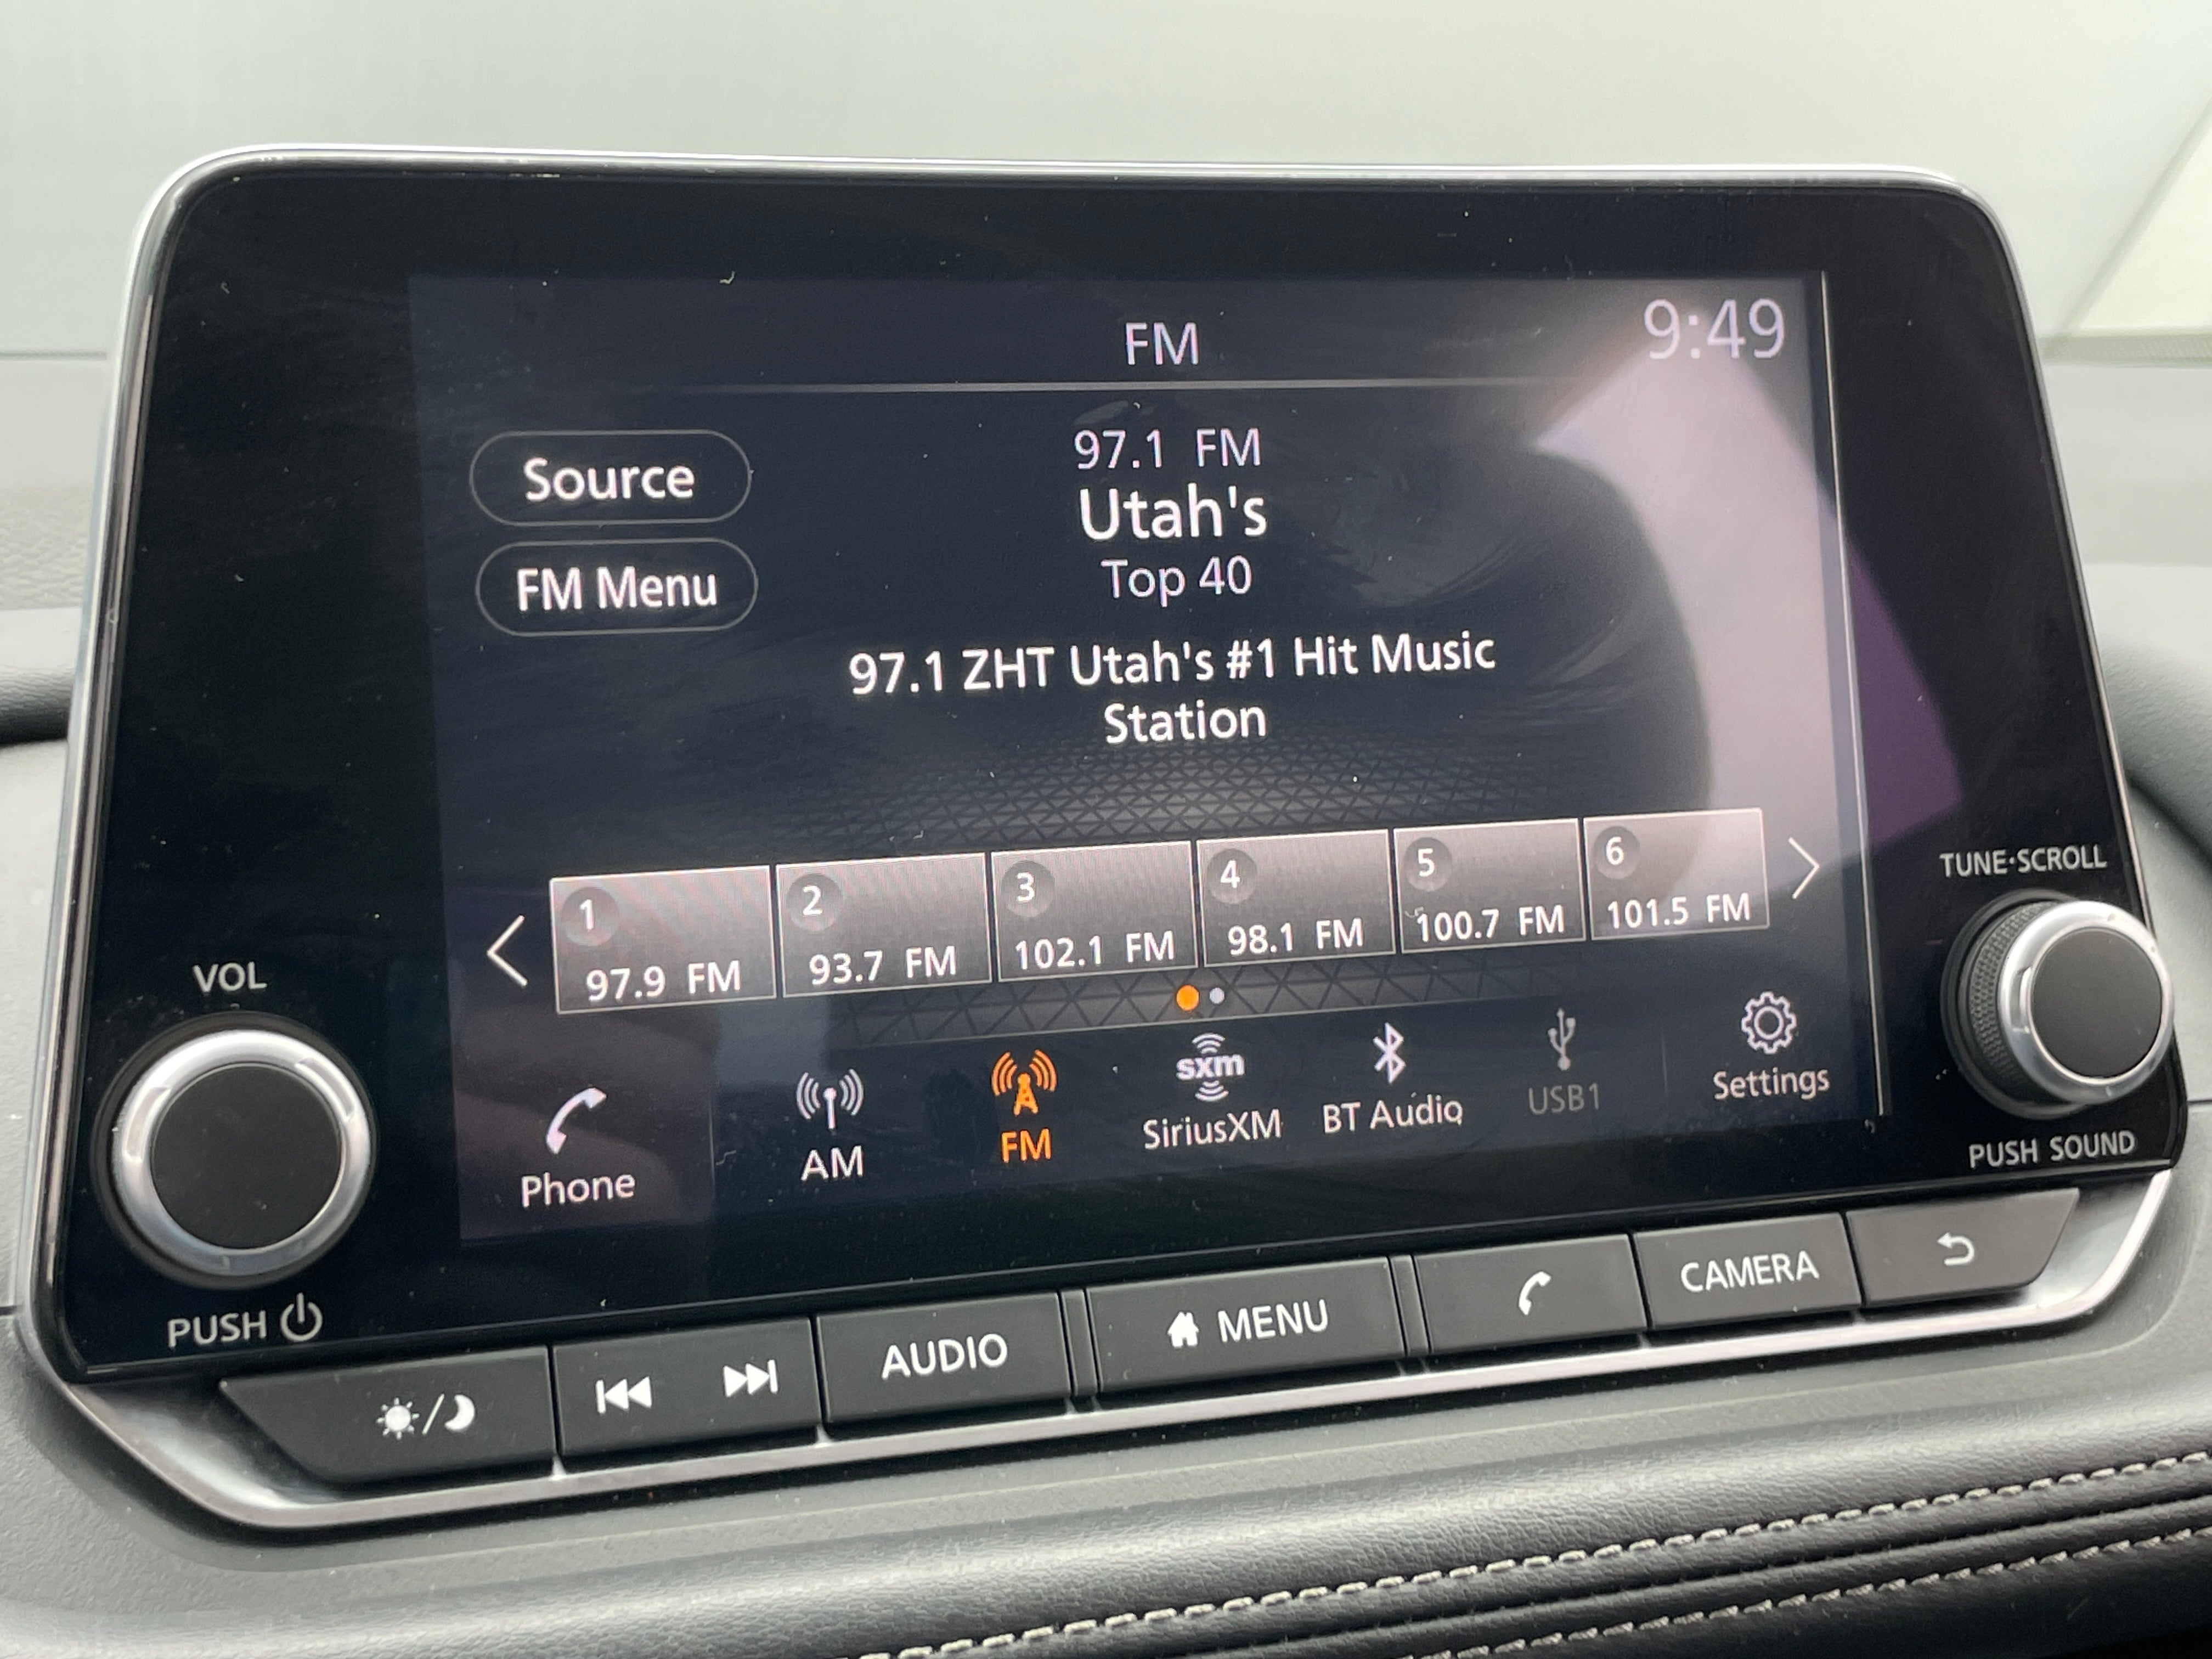 FM
9:49
Source
FM Menu
97.1 FM
Utah's
Top 40
97.1 ZHT Utah's #1 Hit Music
Station
1
97.9 FM
2
93.7 FM
3
102.1 FM
4
98.1 FM
5
100.7 FM
6
101.5 FM
Phone
AM
FM
sxm
SiriusXM
BT Audio
USB1
Settings
VOL
PUSH
TUNE·SCROLL
PUSH SOUND
AUDIO
MENU
CAMERA